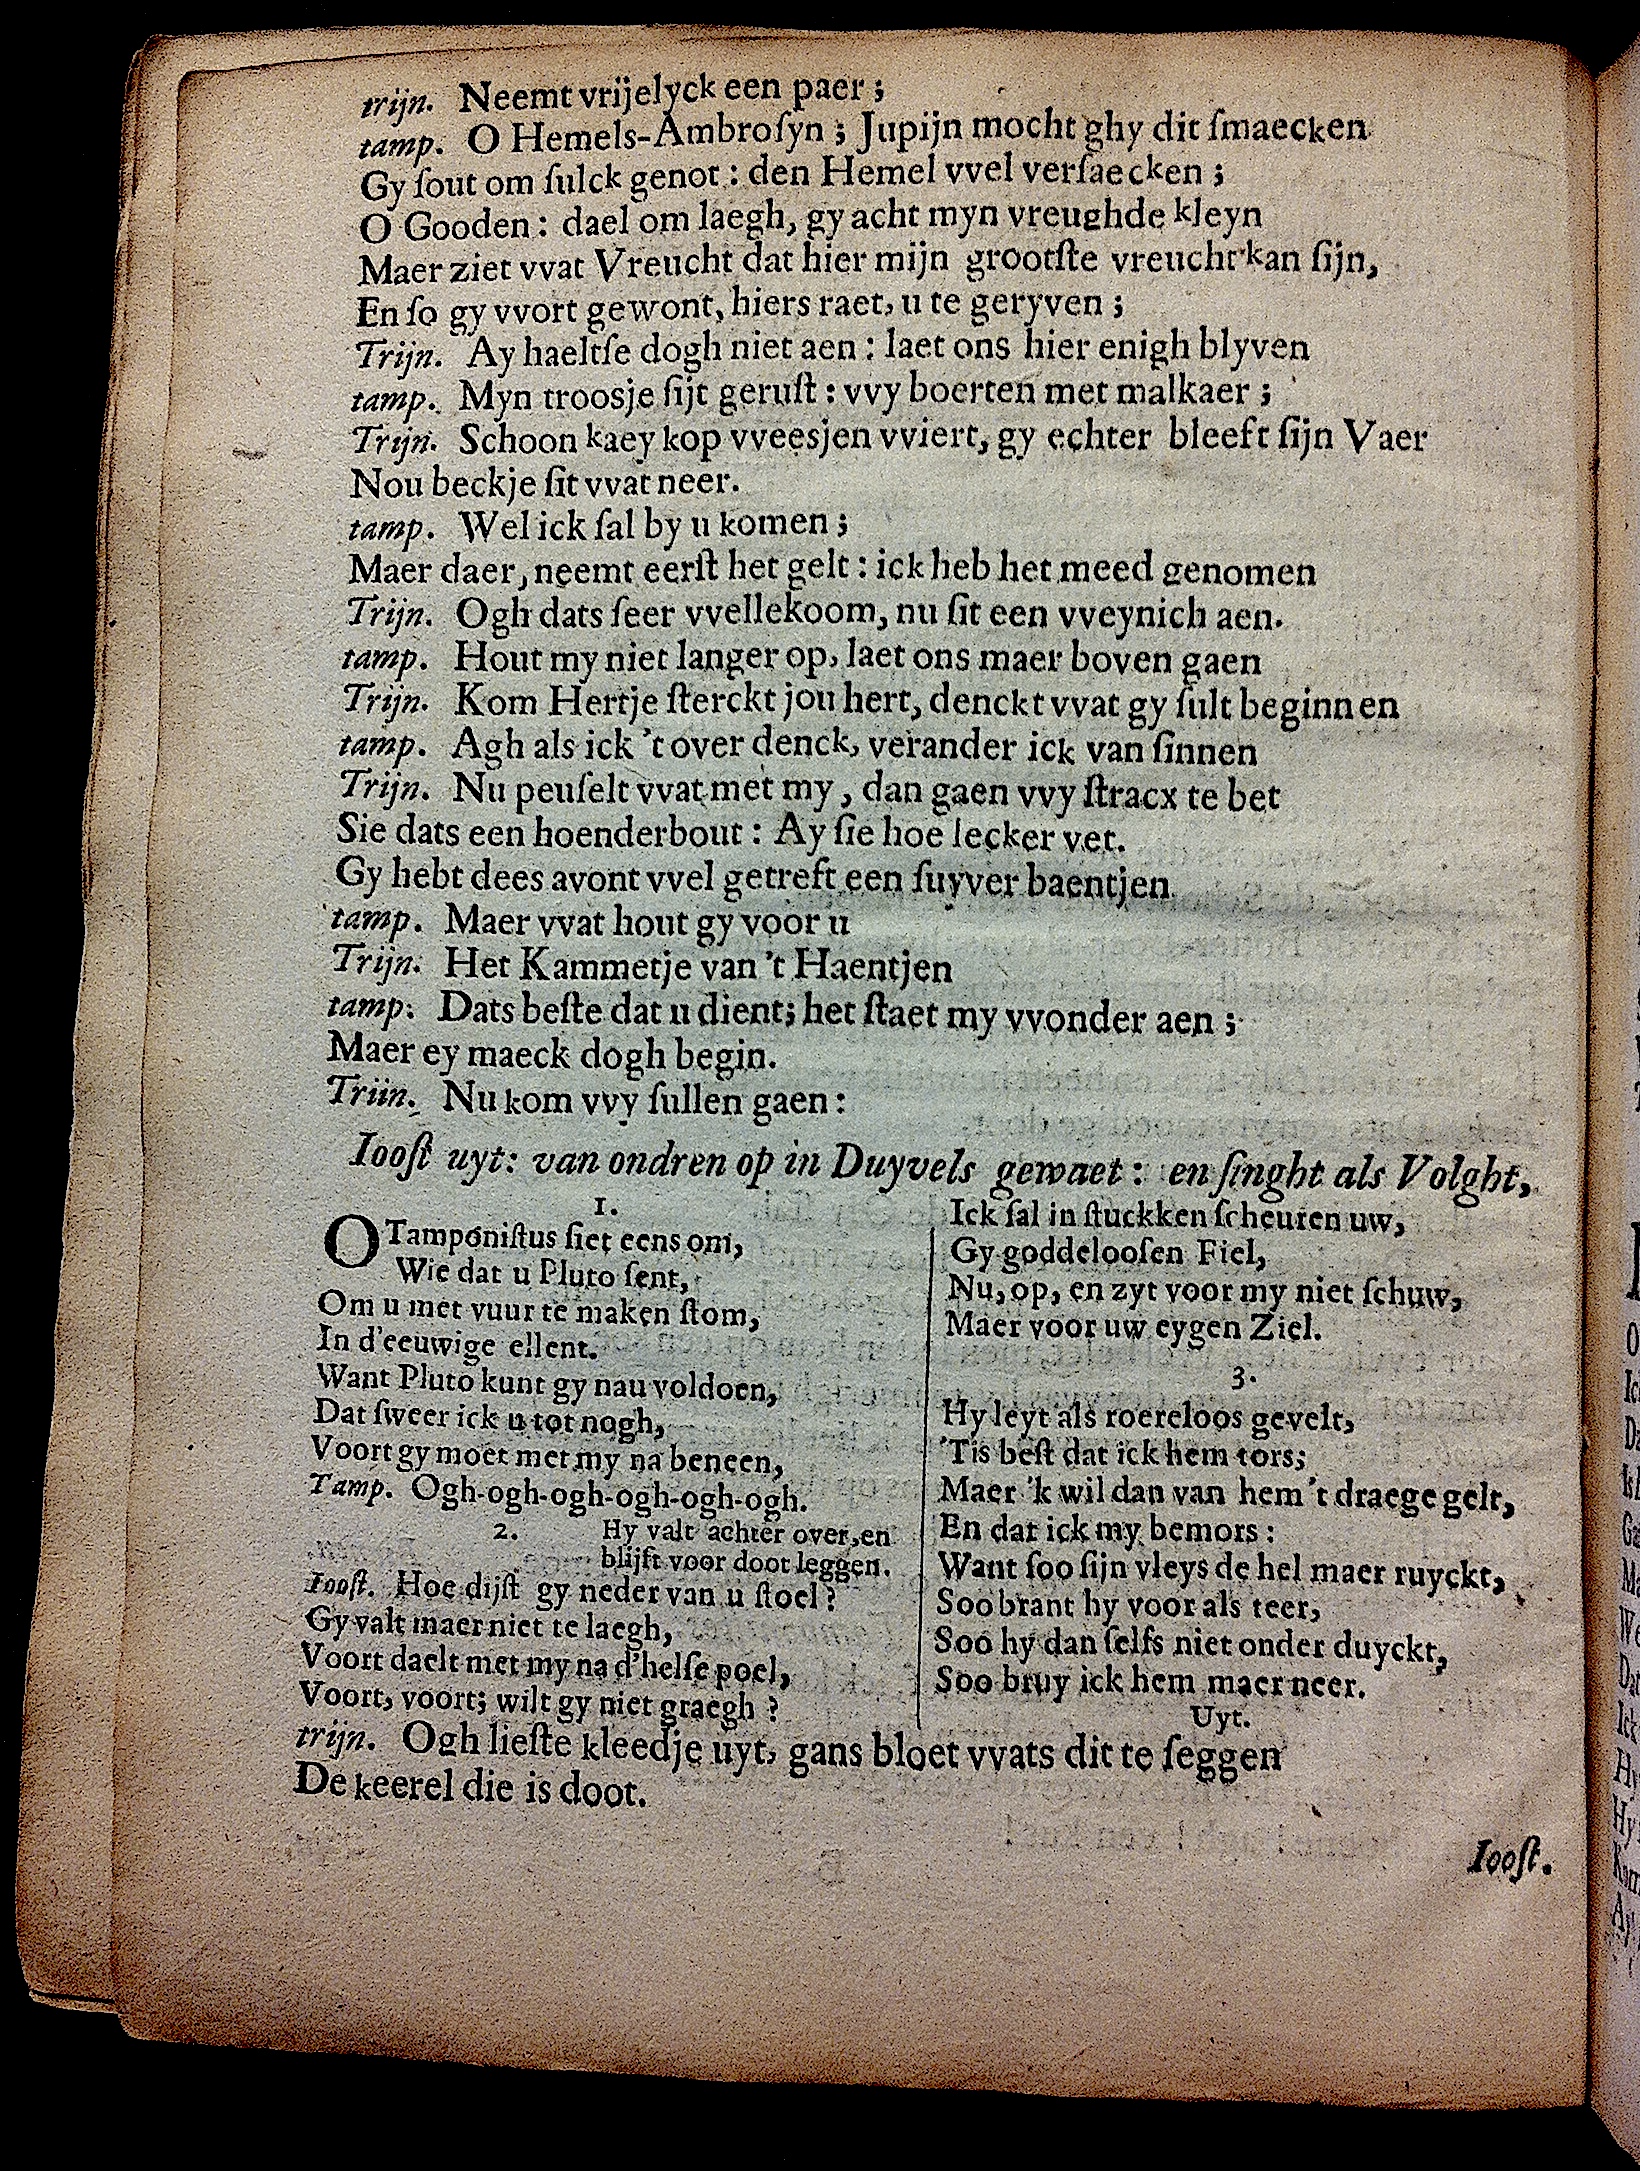 trijn. Neemt vrijelyck een paer ;
tamp. O Hemels-Ambroſyn ; Jupijn mocht ghy dit ſmaecken
Gy ſout om ſulck genot : den Hemel vvel verſaecken ;
O Gooden : dael om laegh, gy acht myn vreughde kleyn
Maer ziet vvat Vreucht dat hier mijn grootſte vreucht kan ſijn,
En ſo gy vvort gewont, hiers raet, u te geryven ;
Trijn. Ay haeltſe dogh niet aen : laet ons hier enigh blyven
tamp. Myn troosje ſijt geruſt : vvy boerten met malkaer ;
Trijn. Schoon kaey kop vveesjen vviert, gy echter bleeft ſijn Vaer
Nou beckje ſit vvat neer.
tamp. Wel ick ſal by u komen ;
Maer daer, neemt eerſt het gelt : ick heb het meed genomen
Trijn. Ogh dats ſeer vvellekoom, nu ſit een vveynich aen.
tamp. Hout my niet langer op, laet ons maer boven gaen
Trijn. Kom Hertje ſterckt jou hert, denckt vvat gy ſult beginnen
tamp. Agh als ick 't over denck, verander ick van ſinnen
Trijn. Nu peuſelt vvat met my, dan gaen vvy ſtracx te bet
Sie dats een hoenderbout : Ay ſie hoe lecker vet.
Gy hebt dees avont vvel getreft een ſuyver baentjen
tamp. Maer vvat hout gy voor u
Trijn. Het Kammetje van 't Haentjen
tamp. Dats beſte dat u dient; het ſtaet my vvonder aen ;
Maer ey maeck dogh begin.
Triin. Nu kom vvy ſullen gaen :
Iooſt uyt: van ondren op in Duyvels gewaet : en ſinght als Volght,
1.
O Tamponiſtus ſiet eens om,
Wie dat u Pluto ſent,
Om u met vuur te maken ſtom,
In d'eeuwige ellent.
Want Pluto kunt gy nau voldoen,
Dat ſweer ick u tot nogh,
Voort gy moet met my na beneen,
Tamp. Ogh-ogh-ogh-ogh-ogh-ogh.
2. Hy valt achter over, en
blijft voor doot leggen.
Iooſt. Hoe dijſt gy neder van u ſtoel ?
Gy valt maer niet te laegh,
Voort daelt met my na d'helſe poel,
Voort, voort; wilt gy niet graegh ?
Ick ſal in ſtuckken ſcheuren uw,
Gy goddelooſen Fiel,
Nu, op, en zyt voor my niet ſchuw,
Maer voor uw eygen Ziel.
3.
Hy leyt als roereloos gevelt,
'Tis beſt dat ick hem tors;
Maer 'k wil dan van hem 't draege gelt,
En dat ick my bemors :
Want ſoo ſijn vleys de hel maer ruyckt,
Soo brant hy voor als teer,
Soo hy dan ſelfs niet onder duyckt,
Soo bruy ick hem maer neer.
Uyt.
trijn. Ogh lieſte kleedje uyt, gans bloet vvats dit te ſeggen
De keerel die is doot.
Iooſt.